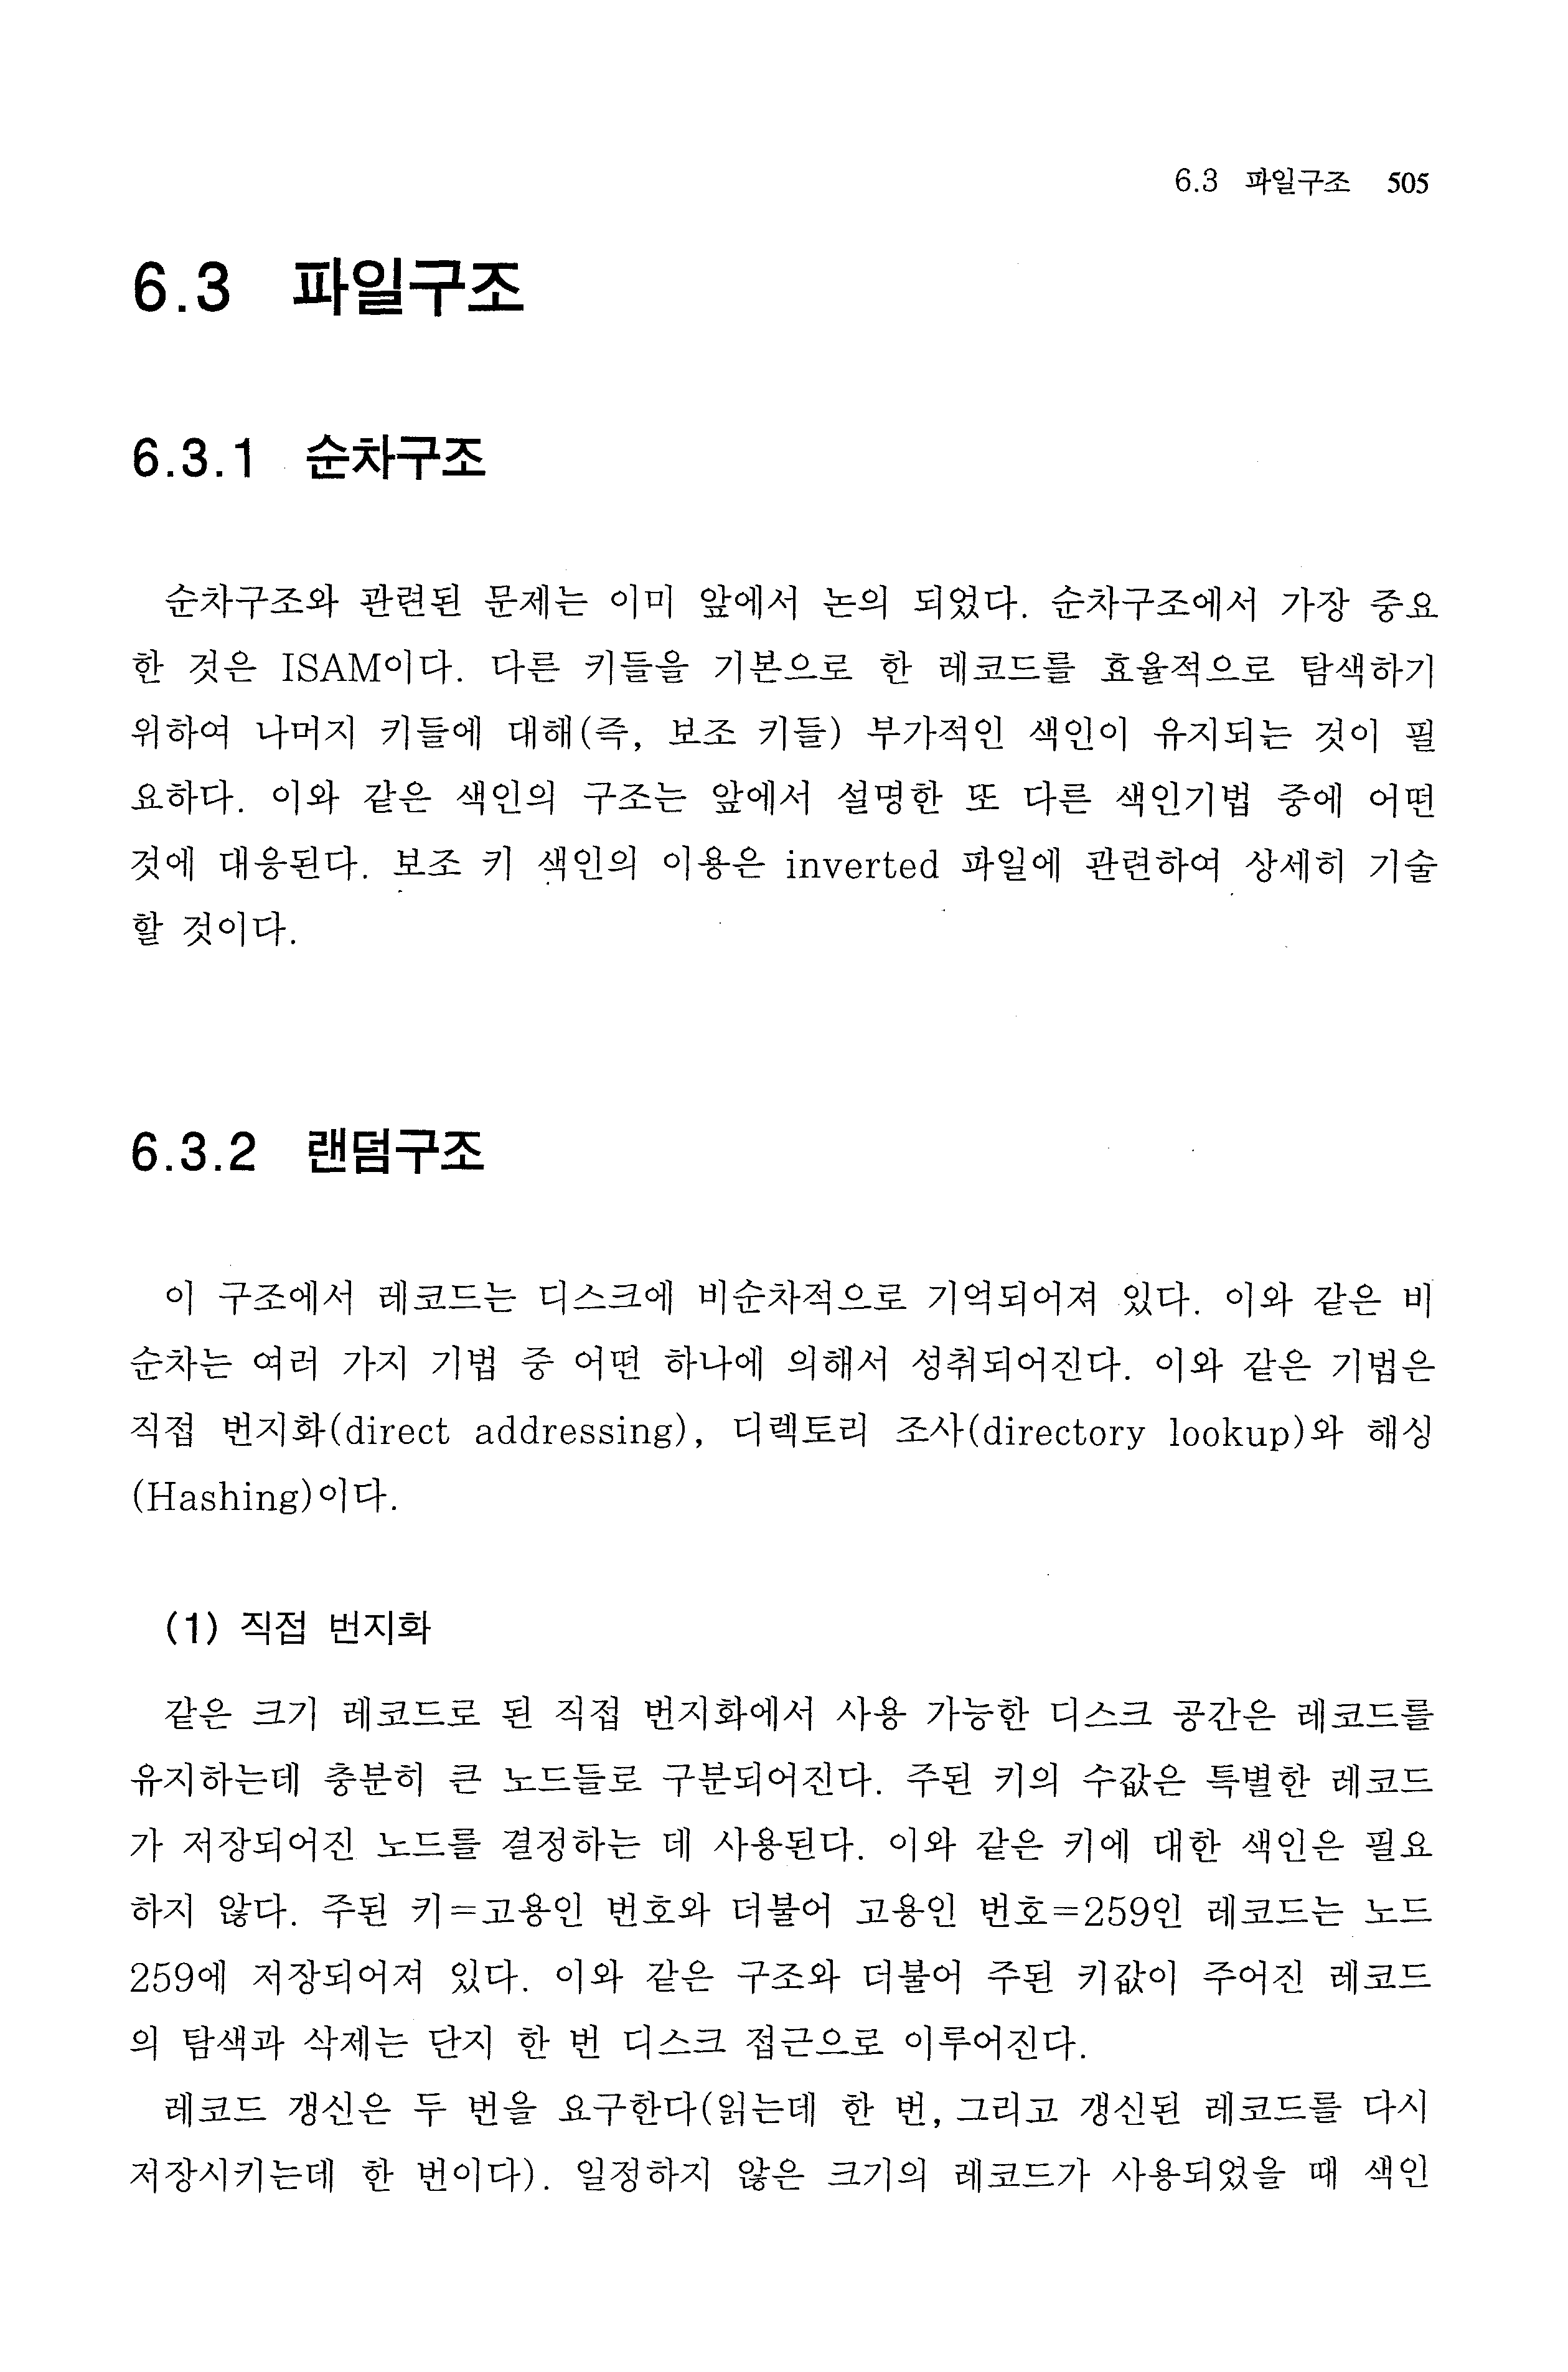 6.3 파일구조 505
6.3 파일구조
6.3.1 순차구조
순차구조와 관련된 문제는 이미 앞에서 논의 되었다. 순차구조에서 가장 중요
한 것은 ISAM이다. 다른 키들을 기본으로 한 레코드를 효율적으로 탐색하기
위하여 나머지 키들에 대해(즉, 보조 키들) 부가적인 색인이 유지되는 것이 필
요하다. 이와 같은 색인의 구조는 앞에서 설명한 또 다른 색인기법 중에 어떤
것에 대응된다. 보조 키 색인의 이용은 inverted 파일에 관련하여 상세히 기술
할 것이다.
6.3.2 랜덤구조
이 구조에서 레코드는 디스크에 비순차적으로 기억되어져 있다. 이와 같은 비
순차는 여러 가지 기법 중 어떤 하나에 의해서 성취되어진다. 이와 같은 기법은
직접 번지화(direct addressing), 디렉토리 조사(directory lookup)와 해싱
(Hashing)이다.
(1) 직접 번지화
같은 크기 레코드로 된 직접 번지화에서 사용 가능한 디스크 공간은 레코드를
유지하는데 충분히 큰 노드들로 구분되어진다. 주된 키의 수값은 특별한 레코드
가 저장되어진 노드를 결정하는 데 사용된다. 이와 같은 키에 대한 색인은 필요
하지 않다. 주된 키=고용인 번호와 더불어 고용인 번호=259인 레코드는 노드
259에 저장되어져 있다. 이와 같은 구조와 더불어 주된 키값이 주어진 레코드
의 탐색과 삭제는 단지 한 번 디스크 접근으로 이루어진다.
레코드 갱신은 두 번을 요구한다(읽는데 한 번, 그리고 갱신된 레코드를 다시
저장시키는데 한 번이다). 일정하지 않은 크기의 레코드가 사용되었을 때 색인